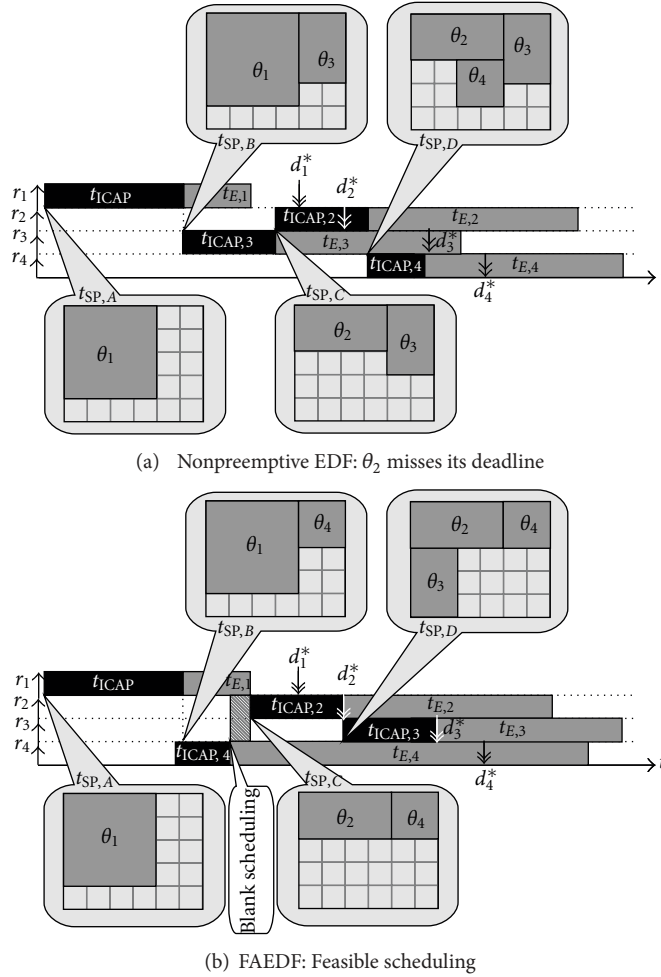 θ1 θ3
θ2 θ3
θ4
tSP,B
tSP,D
d1*
d2*
r1 tICAP tE,1
r2 tICAP,2 tE,2
r3 tICAP,3 tE,3 d3*
r4 tICAP,4 tE,4
tSP,A
tSP,C
d4*
t
θ1
θ2 θ3
(a) Nonpreemptive EDF: θ2 misses its deadline
θ1 θ4
θ2 θ4
θ3
tSP,B
tSP,D
d1*
d2*
r1 tICAP tE,1
r2 tICAP,2 tE,2
r3 tICAP,3 d3* tE,3
r4 tICAP,4 tE,4
t
tSP,A
tSP,C
d4*
Blank scheduling
θ1
θ2 θ4
(b) FAEDF: Feasible scheduling